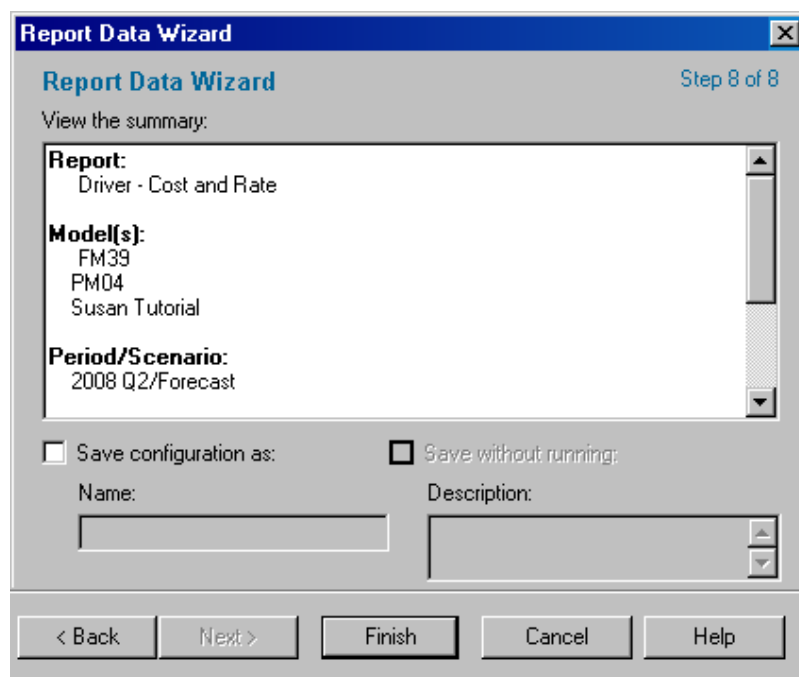 Report Data Wizard
Report Data Wizard
Step 8 of 8
View the summary:
Report:
Driver - Cost and Rate
Model(s):
FM39
PM04
Susan Tutorial
Period/Scenario:
2008 Q2/Forecast
Save configuration as:
Save without running:
Name:
Description:
< Back
Next >
Finish
Cancel
Help